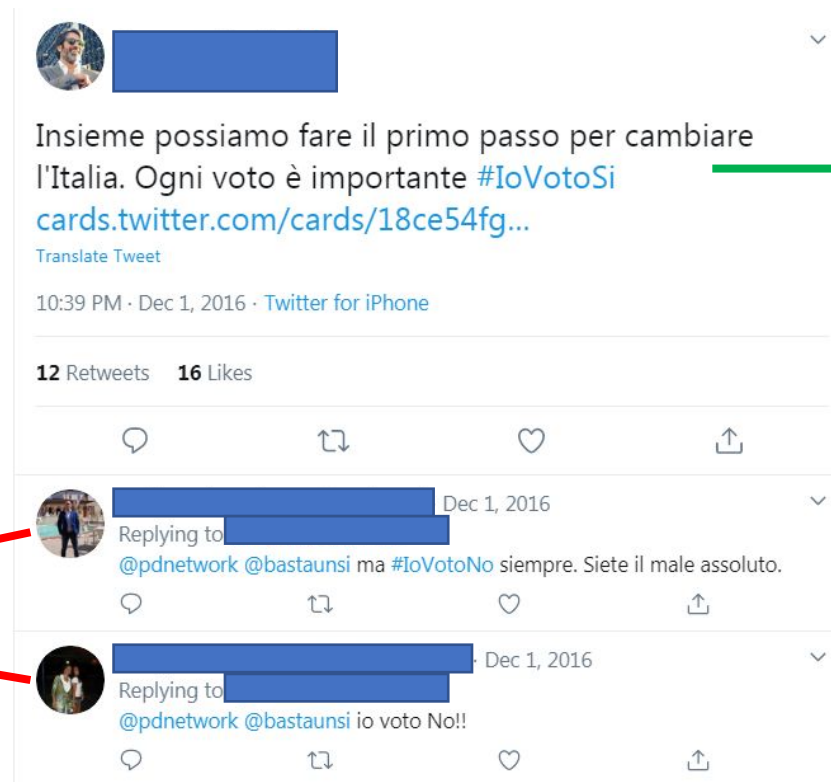 Insieme possiamo fare il primo passo per cambiare
l'Italia. Ogni voto è importante #IoVotoSi
cards.twitter.com/cards/18ce54fg...
Translate Tweet
10:39 PM · Dec 1, 2016 · Twitter for iPhone
12 Retweets 16 Likes
Dec 1, 2016
Replying to
@pdnetwork @bastaunsi ma #IoVotoNo siempre. Siete il male assoluto.
· Dec 1, 2016
Replying to
@pdnetwork @bastaunsi io voto No!!